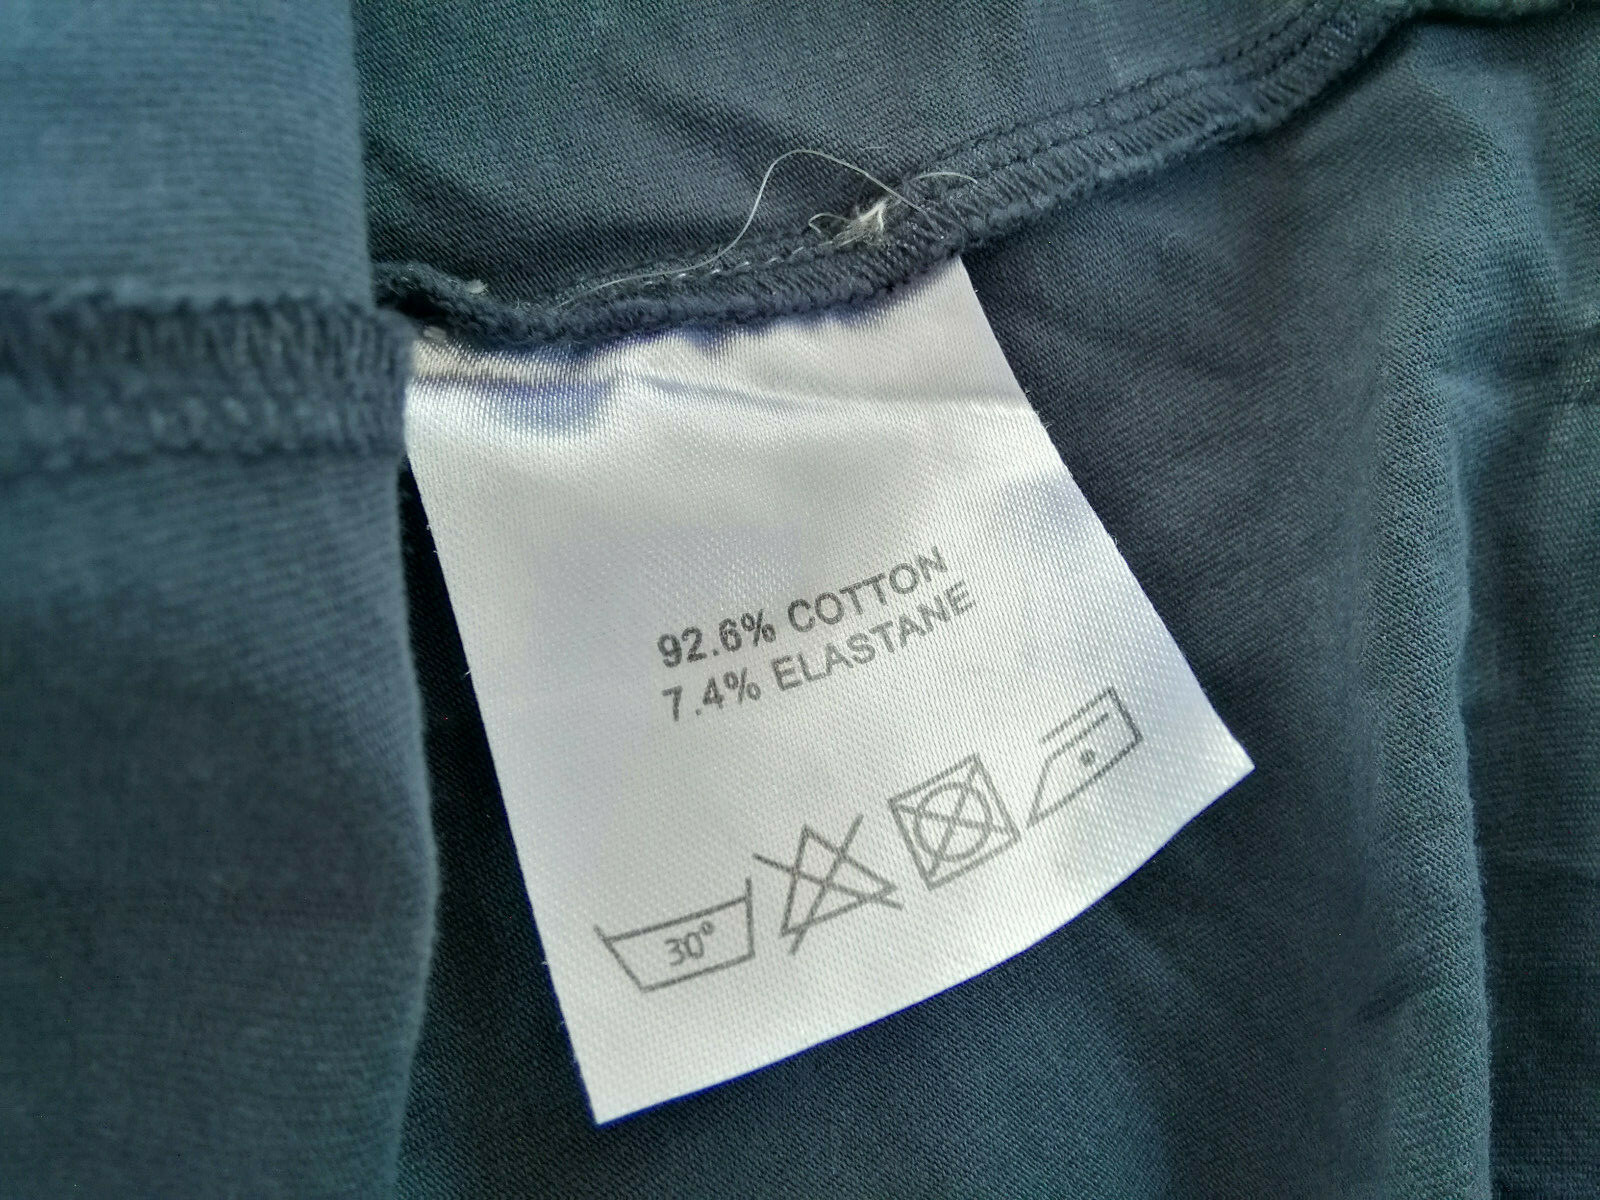 92.6% COTTON
7.4% ELASTANE
30°